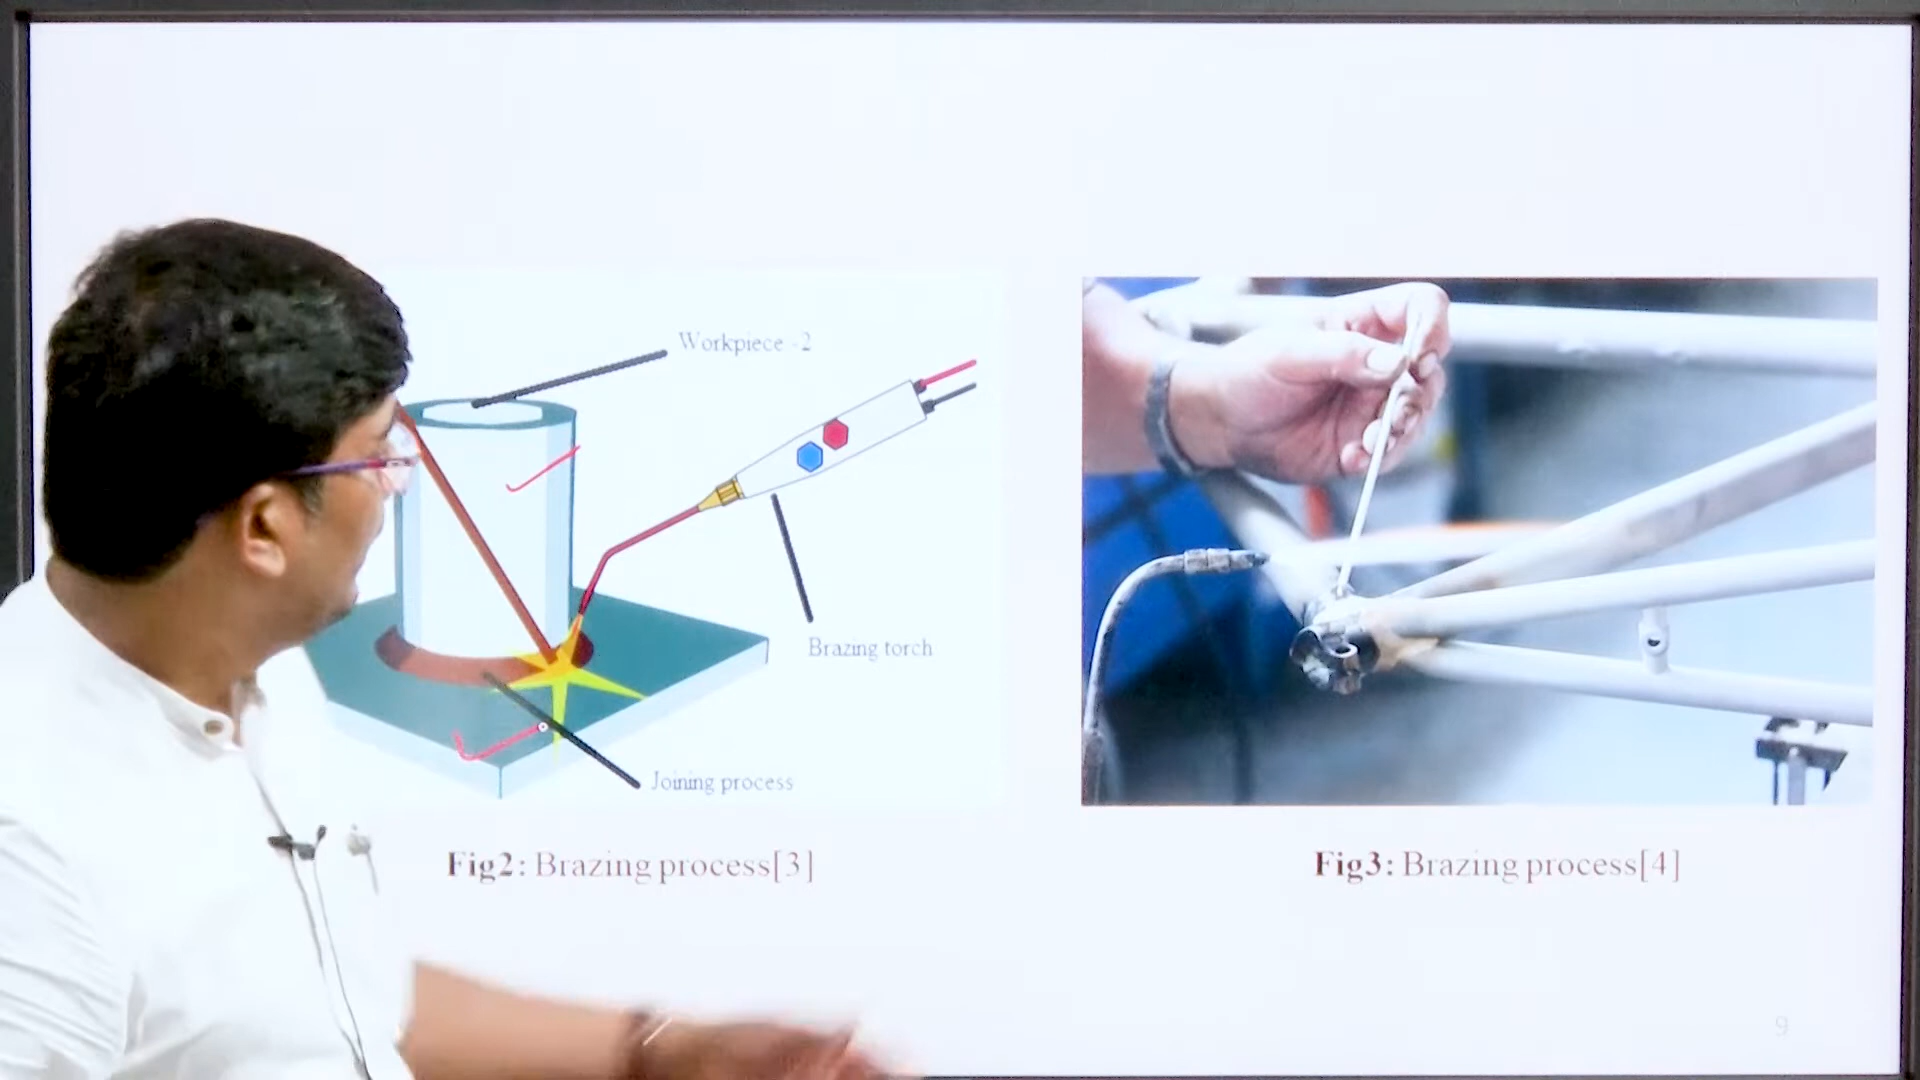 Workpiece -2
Brazing torch
Joining process
Fig2: Brazing process[3]
Fig3: Brazing process[4]
9